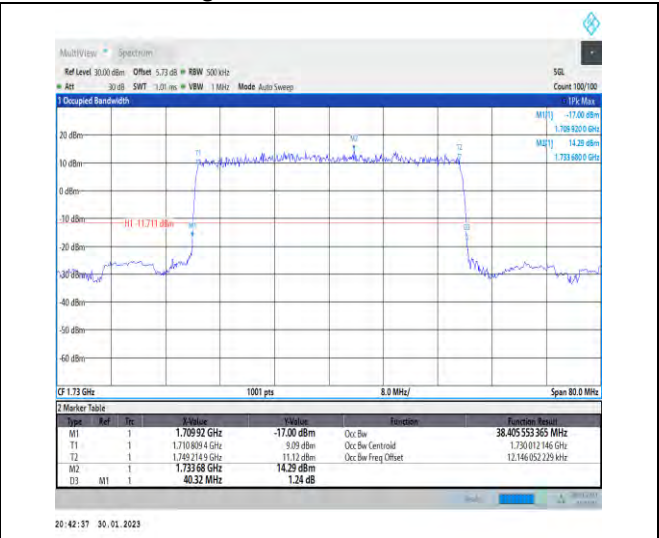 MultiView Spectrum
Ref Level 30.00 dBm Offset 5.73 dB RBW 500 kHz SGL
Att 30 dB SWT 1.01 ms VBW 1 MHz Mode Auto Sweep Count 100/100
1 Occupied Bandwidth 1Pk Max
M1[1] -17.00 dBm
1.709 920 0 GHz
M2[1] 14.29 dBm
1.733 680 0 GHz
20 dBm
M2
T1
T2
10 dBm
0 dBm
-10 dBm
H1 -11.711 dBm
M1
D3
-20 dBm
-30 dBm
-40 dBm
-50 dBm
-60 dBm
CF 1.73 GHz 1001 pts 8.0 MHz/ Span 80.0 MHz
2 Marker Table
Type Ref Trc X-Value Y-Value Function Function Result
M1 1 1.709 92 GHz -17.00 dBm Occ Bw 38.405 553 365 MHz
T1 1 1.710 809 4 GHz 9.09 dBm Occ Bw Centroid 1.730 012 146 GHz
T2 1 1.749 214 9 GHz 11.12 dBm Occ Bw Freq Offset 12.146 052 229 kHz
M2 1 1.733 68 GHz 14.29 dBm
D3 M1 1 40.32 MHz 1.24 dB
20:42:37 30.01.2023